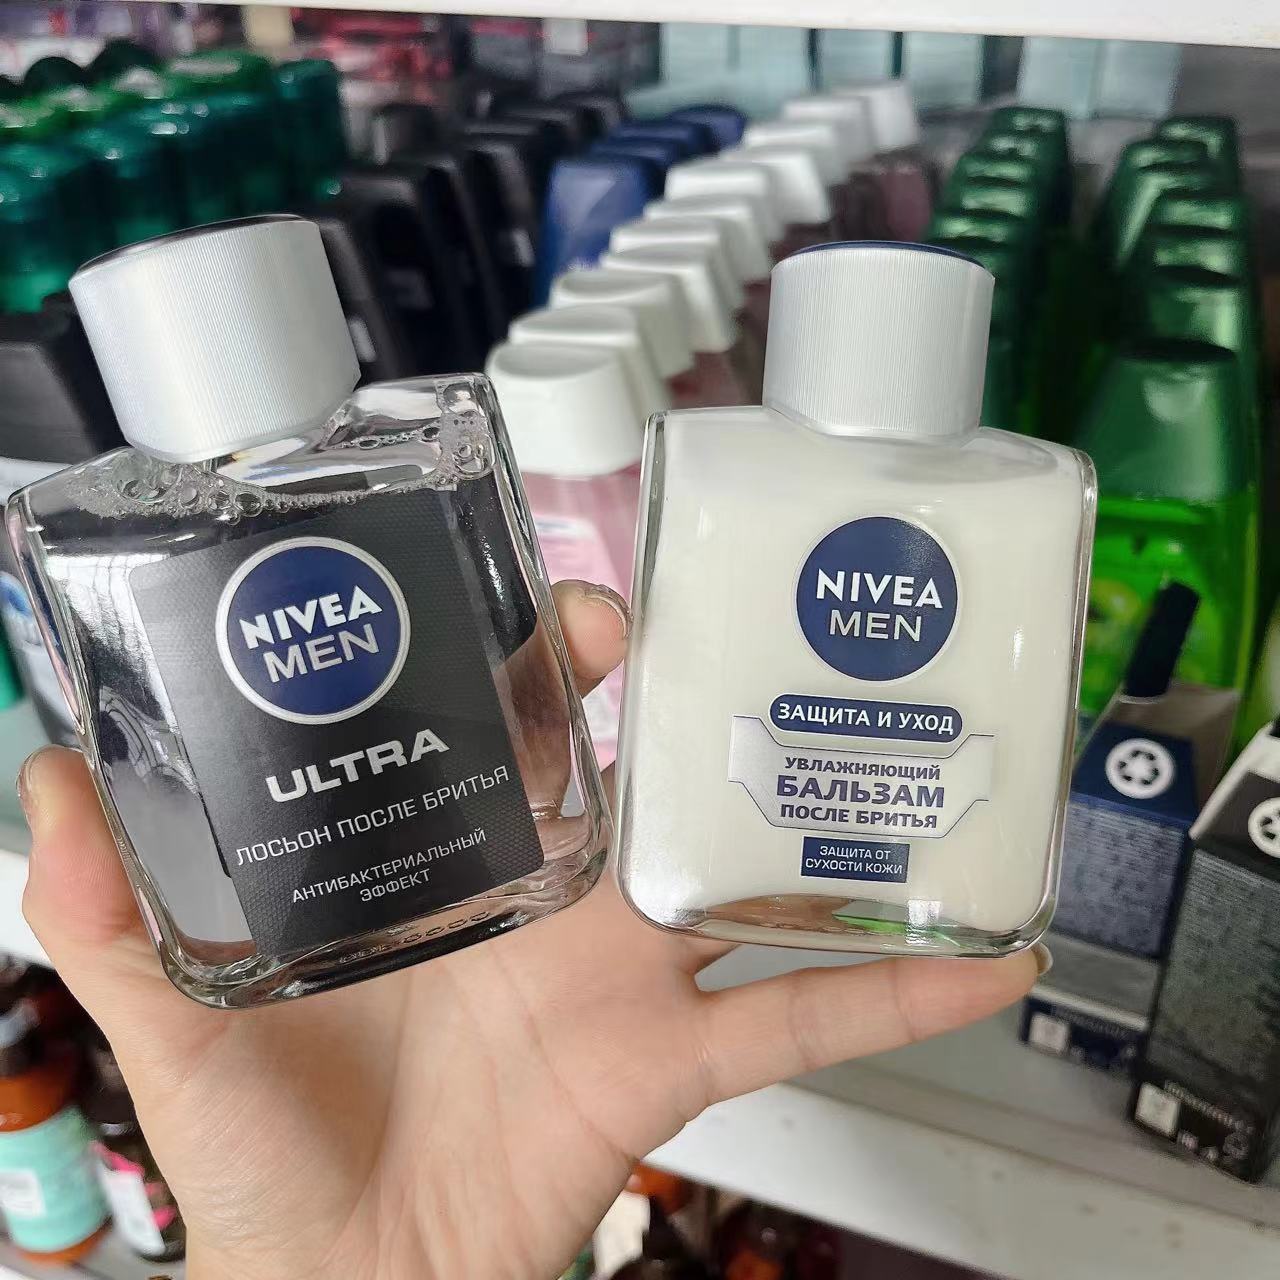 NIVEA
MEN
ULTRA
ЛОСЬОН ПОСЛЕ БРИТЬЯ
АНТИБАКТЕРИАЛЬНЫЙ
ЭФФЕКТ
NIVEA
MEN
ЗАЩИТА И УХОД
УВЛАЖНЯЮЩИЙ
БАЛЬЗАМ
ПОСЛЕ БРИТЬЯ
ЗАЩИТА ОТ
СУХОСТИ КОЖИ